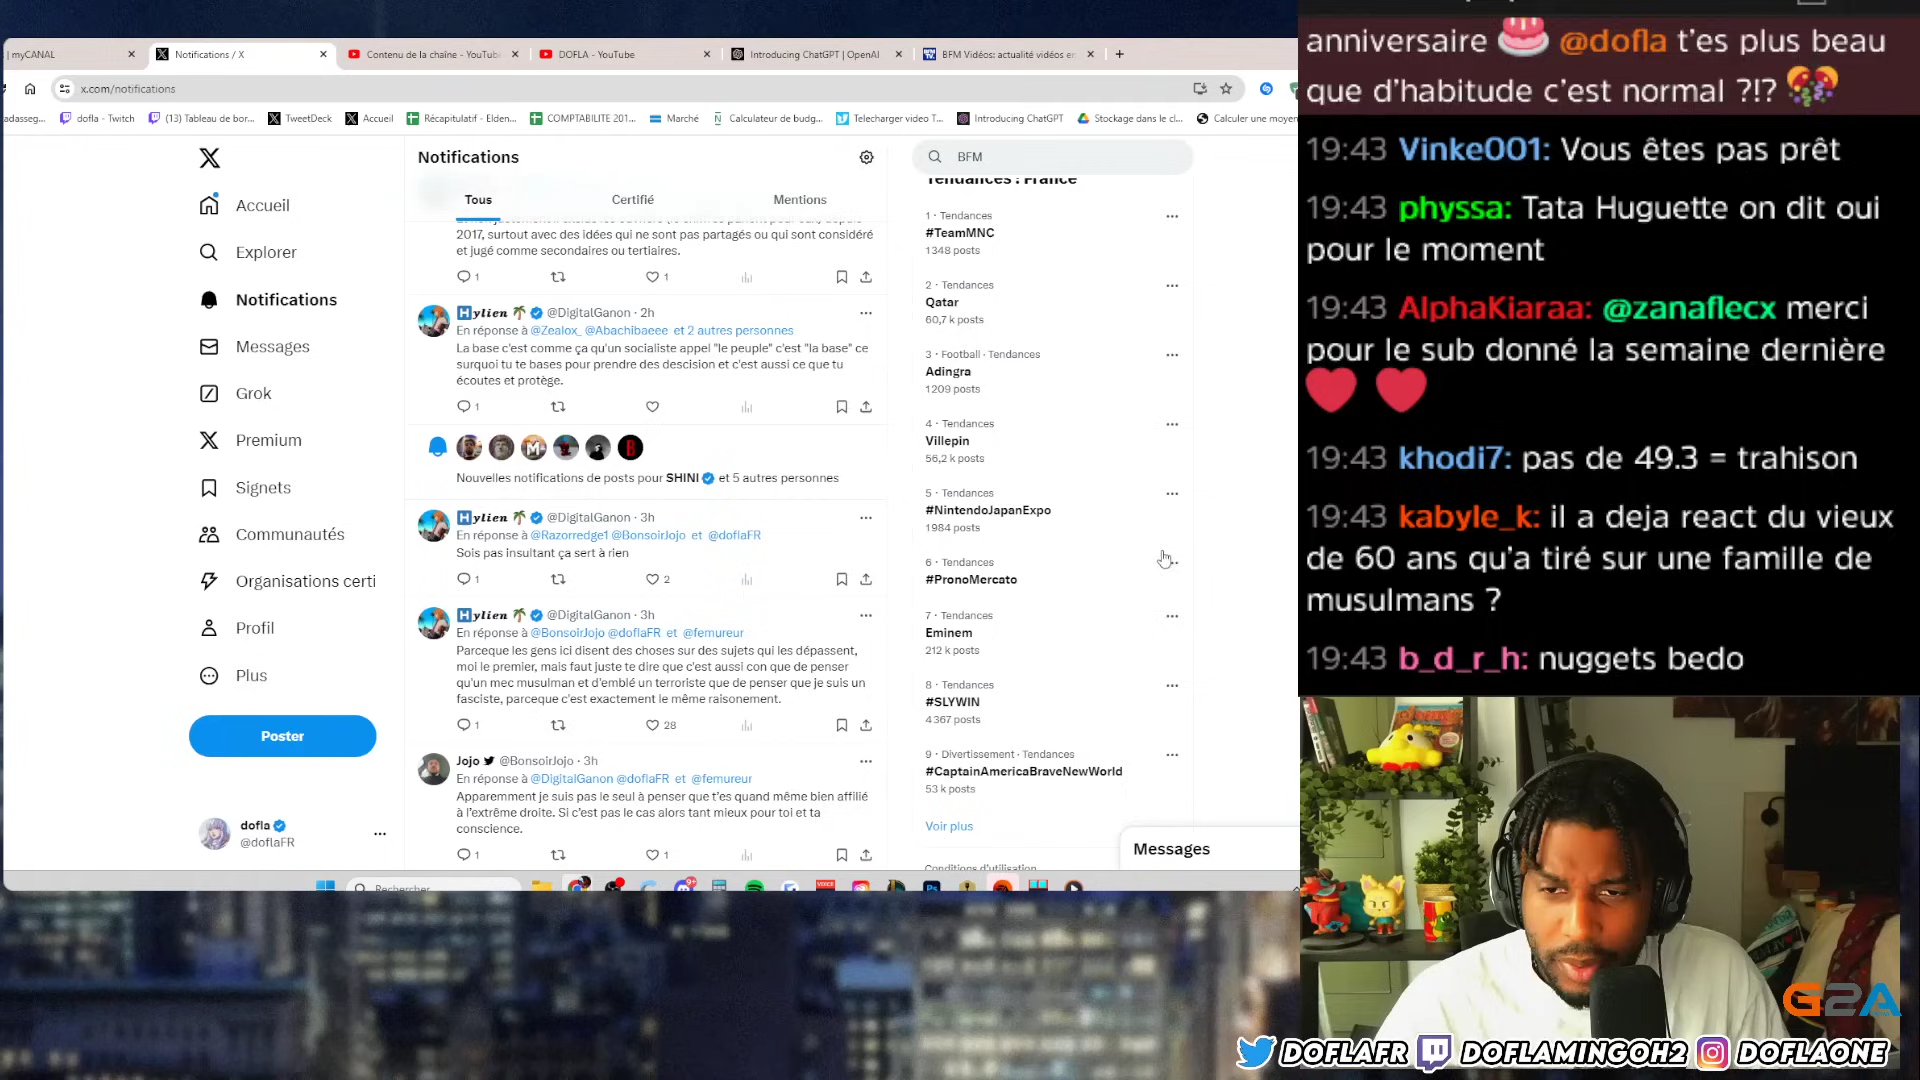 | myCANAL
Notifications / X
Contenu de la chaîne - YouTube
DOFLA - YouTube
Introducing ChatGPT | OpenAI
BFM Vidéos: actualité vidéos en
x.com/notifications
adasseg...
dofla - Twitch
(13) Tableau de bor...
TweetDeck
Accueil
Récapitulatif - Elden...
COMPTABILITE 201...
Marché
Calculateur de budg...
Telecharger video T...
Introducing ChatGPT
Stockage dans le cl...
Calculer une moyen
Accueil
Explorer
Notifications
Messages
Grok
Premium
Signets
Communautés
Organisations certi
Profil
Plus
Poster
dofla
@doflaFR
Notifications
Tous
Certifié
Mentions
2017, surtout avec des idées qui ne sont pas partagés ou qui sont considéré
et jugé comme secondaires ou tertiaires.
1
1
Hylien 🌴 @DigitalGanon · 2h
En réponse à @Zealox_ @Abachibaeee et 2 autres personnes
La base c'est comme ça qu'un socialiste appel "le peuple" c'est "la base" ce
surquoi tu te bases pour prendre des descision et c'est aussi ce que tu
écoutes et protège.
1
Nouvelles notifications de posts pour SHINI et 5 autres personnes
Hylien 🌴 @DigitalGanon · 3h
En réponse à @Razorredge1 @BonsoirJojo et @doflaFR
Sois pas insultant ça sert à rien
1
2
Hylien 🌴 @DigitalGanon · 3h
En réponse à @BonsoirJojo @doflaFR et @femureur
Parceque les gens ici disent des choses sur des sujets qui les dépassent,
moi le premier, mais faut juste te dire que c'est aussi con que de penser
qu'un mec musulman et d'emblé un terroriste que de penser que je suis un
fasciste, parceque c'est exactement le même raisonement.
1
28
Jojo @BonsoirJojo · 3h
En réponse à @DigitalGanon @doflaFR et @femureur
Apparemment je suis pas le seul à penser que t'es quand même bien affilié
à l'extrême droite. Si c'est pas le cas alors tant mieux pour toi et ta
conscience.
1
1
BFM
Tendances : France
1 · Tendances
#TeamMNC
1 348 posts
2 · Tendances
Qatar
60,7 k posts
3 · Football · Tendances
Adingra
1 209 posts
4 · Tendances
Villepin
56,2 k posts
5 · Tendances
#NintendoJapanExpo
1 984 posts
6 · Tendances
#PronoMercato
7 · Tendances
Eminem
212 k posts
8 · Tendances
#SLYWIN
4 367 posts
9 · Divertissement · Tendances
#CaptainAmericaBraveNewWorld
53 k posts
Voir plus
Conditions d'utilisation
Messages
Rechercher
anniversaire 🎂 @dofla t'es plus beau
que d'habitude c'est normal ?!? 🎊
19:43 Vinke001: Vous êtes pas prêt
19:43 physsa: Tata Huguette on dit oui
pour le moment
19:43 AlphaKiaraa: @zanaflecx merci
pour le sub donné la semaine dernière
❤️ ❤️
19:43 khodi7: pas de 49.3 = trahison
19:43 kabyle_k: il a deja react du vieux
de 60 ans qu'a tiré sur une famille de
musulmans ?
19:43 b_d_r_h: nuggets bedo
G2A
DOFLAFR
DOFLAMINGOH2
DOFLAONE